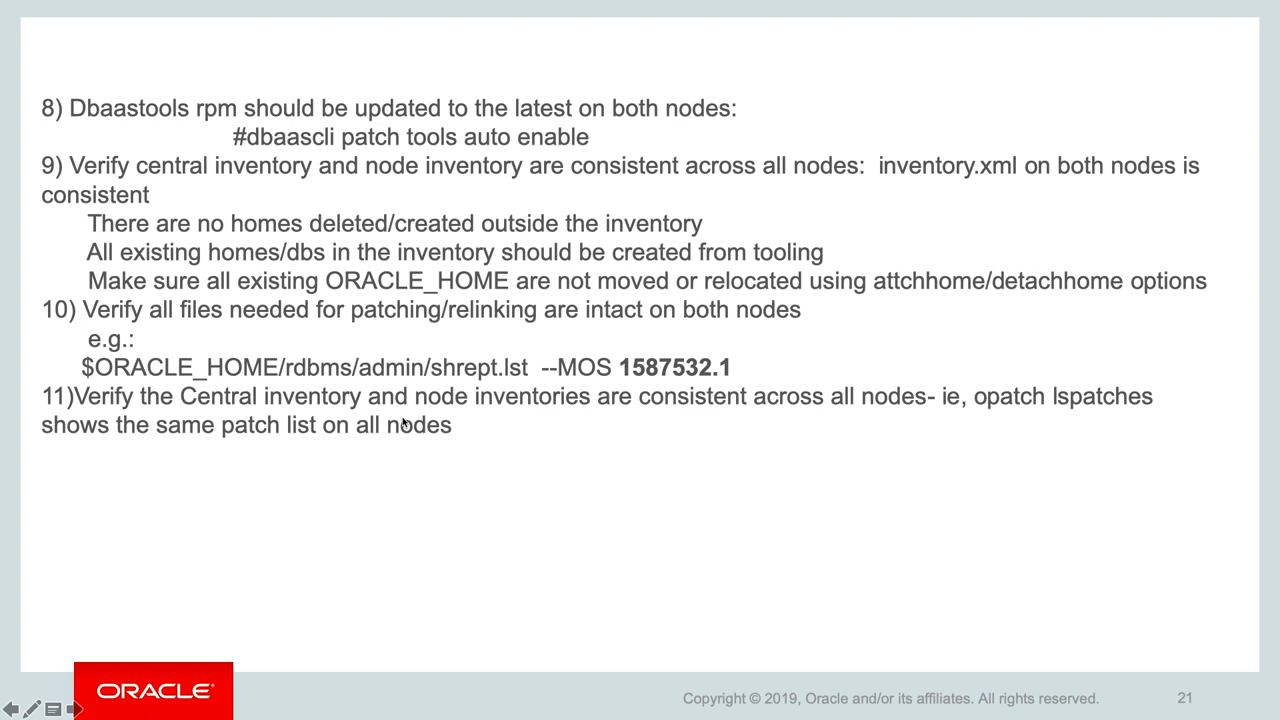 8) Dbaastools rpm should be updated to the latest on both nodes:
#dbaascli patch tools auto enable
9) Verify central inventory and node inventory are consistent across all nodes:  inventory.xml on both nodes is
consistent
There are no homes deleted/created outside the inventory
All existing homes/dbs in the inventory should be created from tooling
Make sure all existing ORACLE_HOME are not moved or relocated using attchhome/detachhome options
10) Verify all files needed for patching/relinking are intact on both nodes
e.g.:
$ORACLE_HOME/rdbms/admin/shrept.lst  --MOS 1587532.1
11)Verify the Central inventory and node inventories are consistent across all nodes- ie, opatch lspatches
shows the same patch list on all nodes
ORACLE®
Copyright © 2019, Oracle and/or its affiliates. All rights reserved.
21